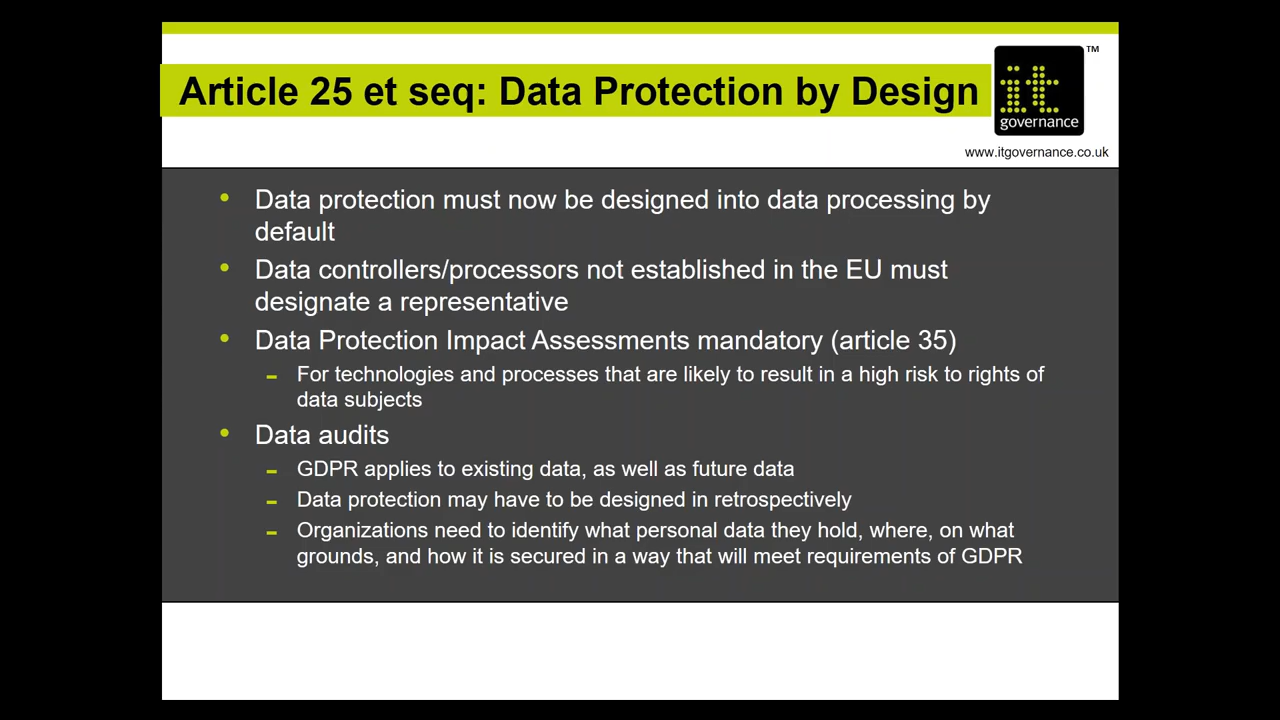 Article 25 et seq: Data Protection by Design
TM
it
governance
www.itgovernance.co.uk
• Data protection must now be designed into data processing by
default
• Data controllers/processors not established in the EU must
designate a representative
• Data Protection Impact Assessments mandatory (article 35)
- For technologies and processes that are likely to result in a high risk to rights of
data subjects
• Data audits
- GDPR applies to existing data, as well as future data
- Data protection may have to be designed in retrospectively
- Organizations need to identify what personal data they hold, where, on what
grounds, and how it is secured in a way that will meet requirements of GDPR